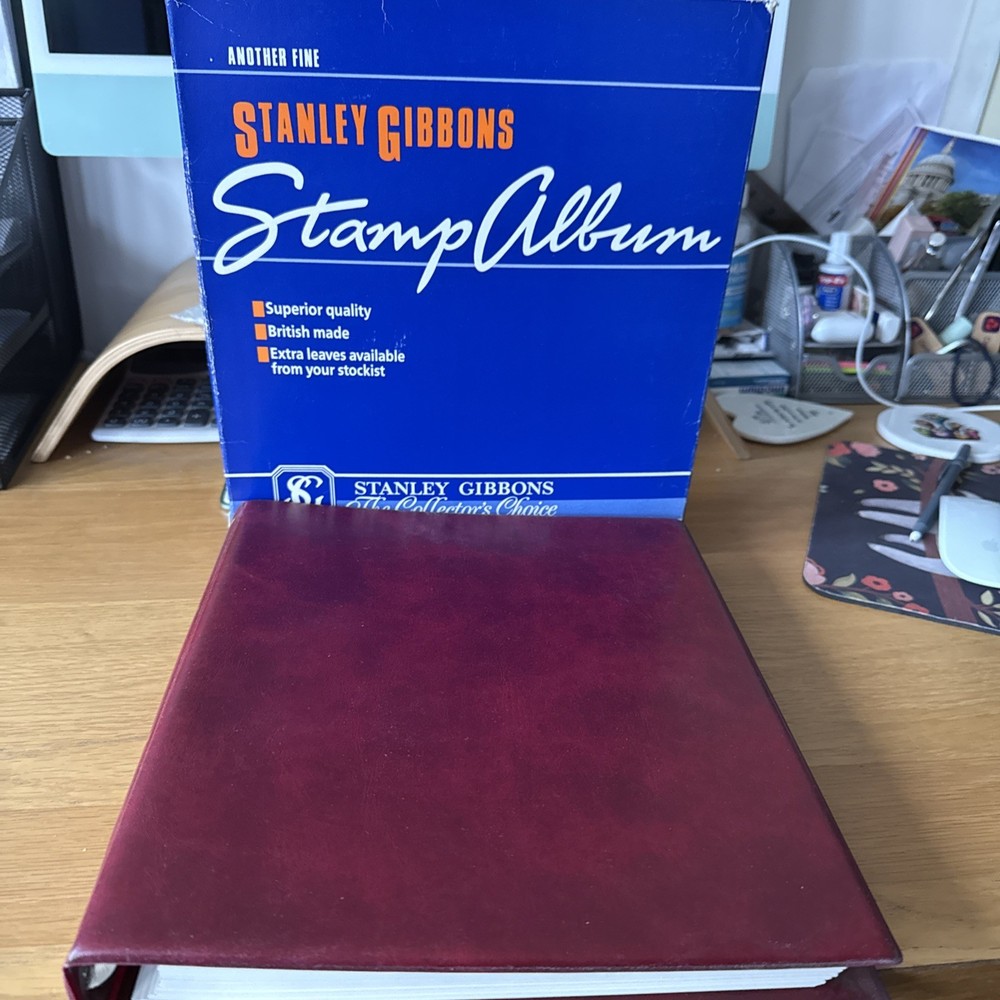 ANOTHER FINE
STANLEY GIBBONS
Stamp Album
Superior quality
British made
Extra leaves available
from your stockist
SG
STANLEY GIBBONS
The Collector's Choice